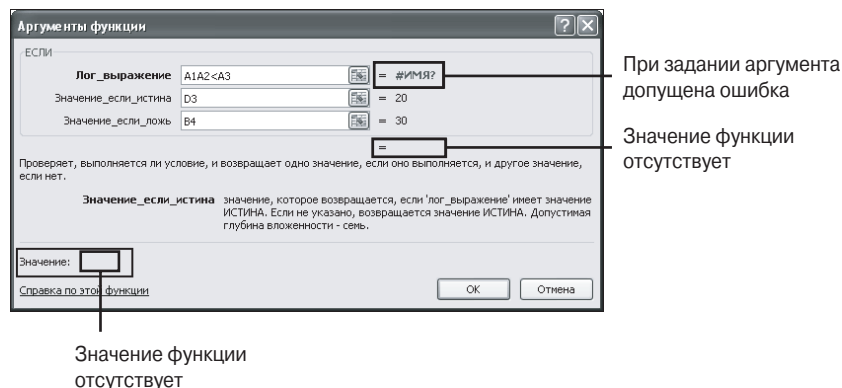 Аргументы функции
ЕСЛИ
Лог_выражение A1A2<A3 = #ИМЯ?
Значение_если_истина D3 = 20
Значение_если_ложь B4 = 30
=
Проверяет, выполняется ли условие, и возвращает одно значение, если оно выполняется, и другое значение,
если нет.
Значение_если_истина значение, которое возвращается, если 'лог_выражение' имеет значение
ИСТИНА. Если не указано, возвращается значение ИСТИНА. Допустимая
глубина вложенности - семь.
Значение:
Справка по этой функции
ОК Отмена
При задании аргумента
допущена ошибка
Значение функции
отсутствует
Значение функции
отсутствует